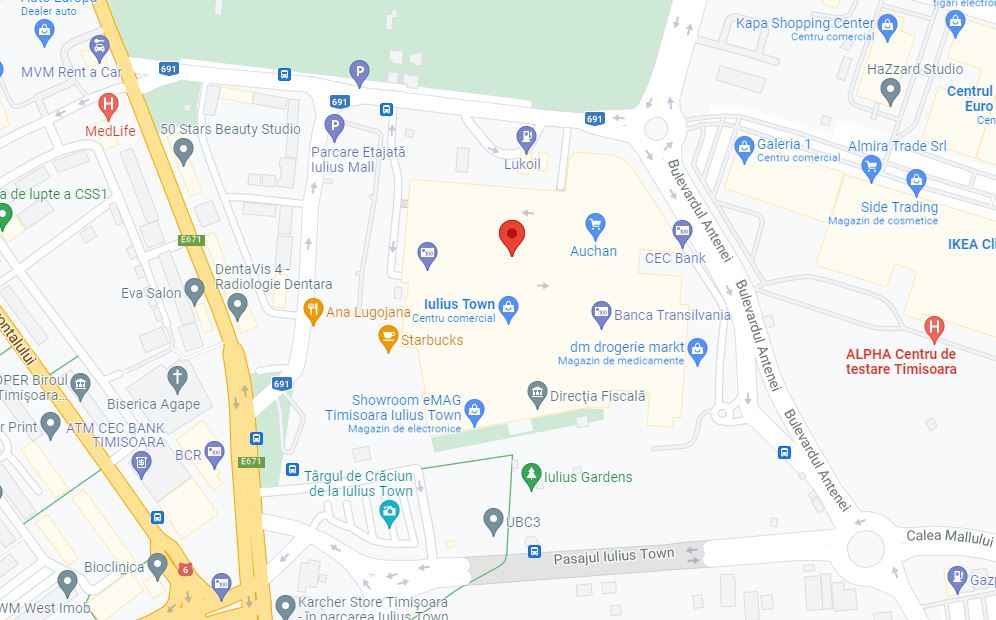 Auto Europa
Dealer auto
MVM Rent a Car
691
MedLife
50 Stars Beauty Studio
691
Parcare Etajată
Iulius Mall
Lukoil
691
Kapa Shopping Center
Centru comercial
HaZzard Studio
Centrul
Euro
Galeria 1
Centru comercial
Almira Trade Srl
Side Trading
Magazin de cosmetice
IKEA
a de lupte a CSS1
E671
Eva Salon
DentaVis 4 -
Radiologie Dentara
Auchan
CEC Bank
Bulevardul Antenei
Ana Lugojana
Iulius Town
Centru comercial
Starbucks
Banca Transilvania
dm drogerie markt
Magazin de medicamente
Bulevardul Antenei
ALPHA Centru de
testare Timisoara
691
Biserica Agape
OPER Biroul
Timișoara...
r Print
ATM CEC BANK
TIMISOARA
BCR
E671
Showroom eMAG
Timisoara Iulius Town
Magazin de electronice
Direcția Fiscală
Bulevardul Antenei
Târgul de Crăciun
de la Iulius Town
Iulius Gardens
UBC3
Pasajul Iulius Town
Calea Mallului
Bioclinica
6
WM West Imob
Karcher Store Timișoara
- în parcarea Iulius Town
Gazp